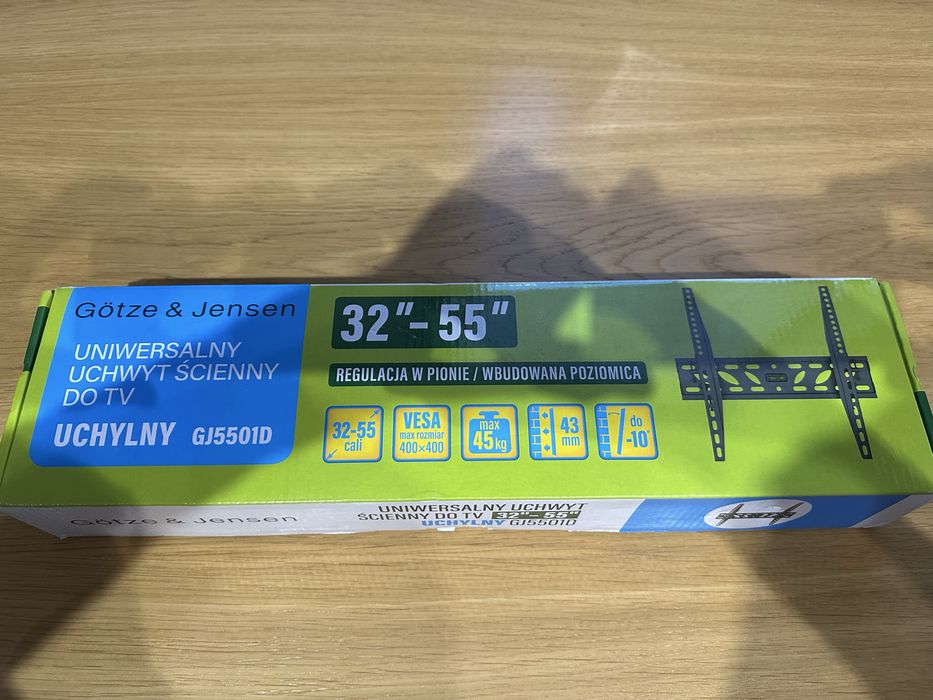 Götze & Jensen
UNIWERSALNY
UCHWYT ŚCIENNY
DO TV
UCHYLNY GJ5501D
32"- 55"
REGULACJA W PIONIE / WBUDOWANA POZIOMICA
32-55
cali
VESA
max rozmiar
400×400
max
45kg
43
mm
do
-10°
Götze & Jensen
UNIWERSALNY UCHWYT
ŚCIENNY DO TV 32"- 55"
UCHYLNY GJ5501D